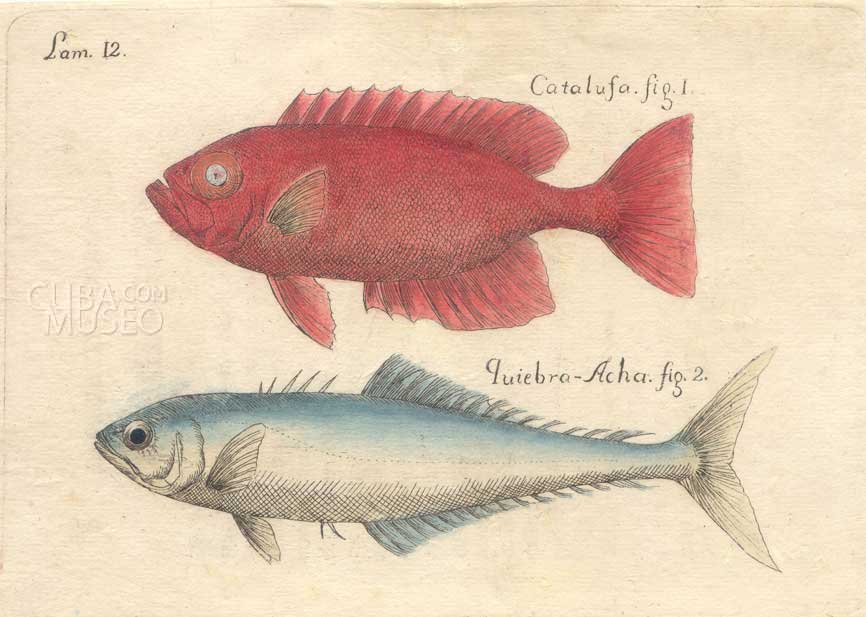 Lam. 12.
Catalufa. fig. 1.
CUBA.COM
MUSEO
Quiebra-Acha. fig. 2.